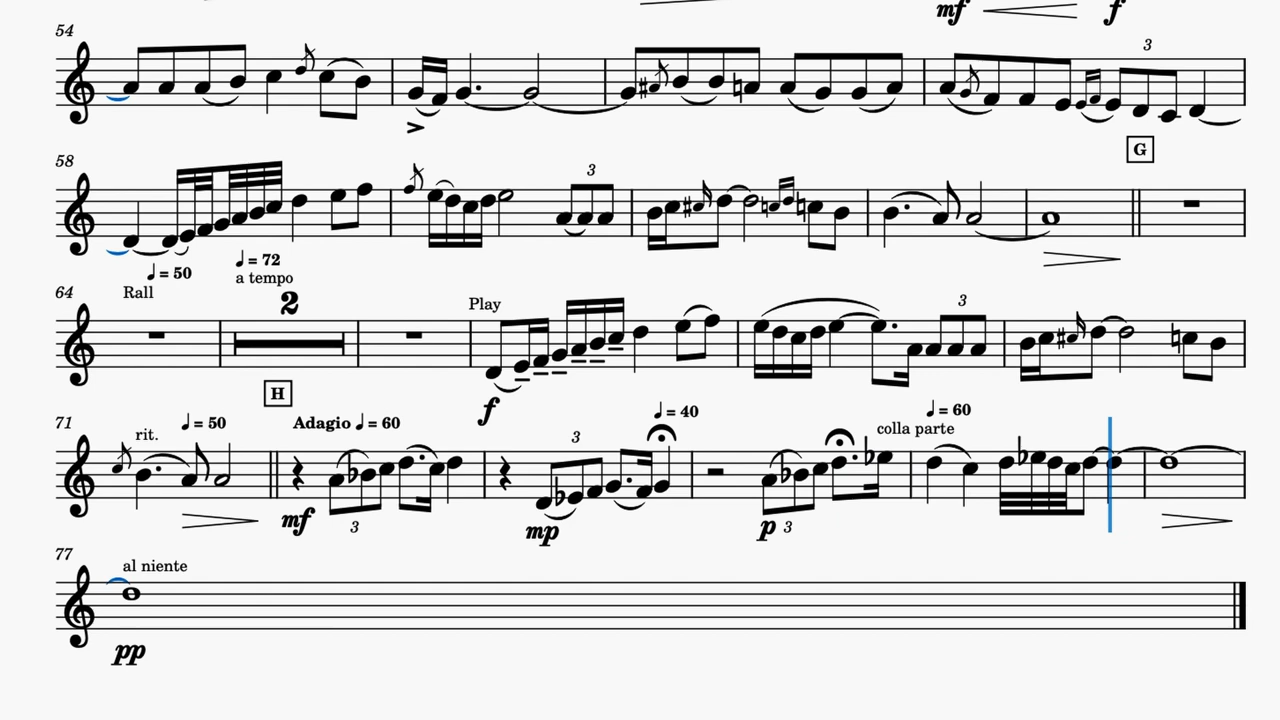 mf f
54
3
G
58
3
♩ = 50 ♩ = 72
Rall a tempo
64
2
Play
3
f
H
71
rit.
♩ = 50
Adagio ♩ = 60
♩ = 40
♩ = 60
colla parte
3
mf 3 mp p 3
77
al niente
pp